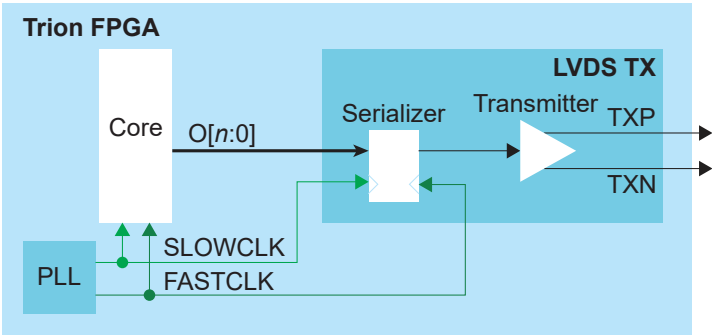 Trion FPGA
LVDS TX
Serializer
Transmitter
Core
O[n:0]
TXP
TXN
SLOWCLK
PLL
FASTCLK